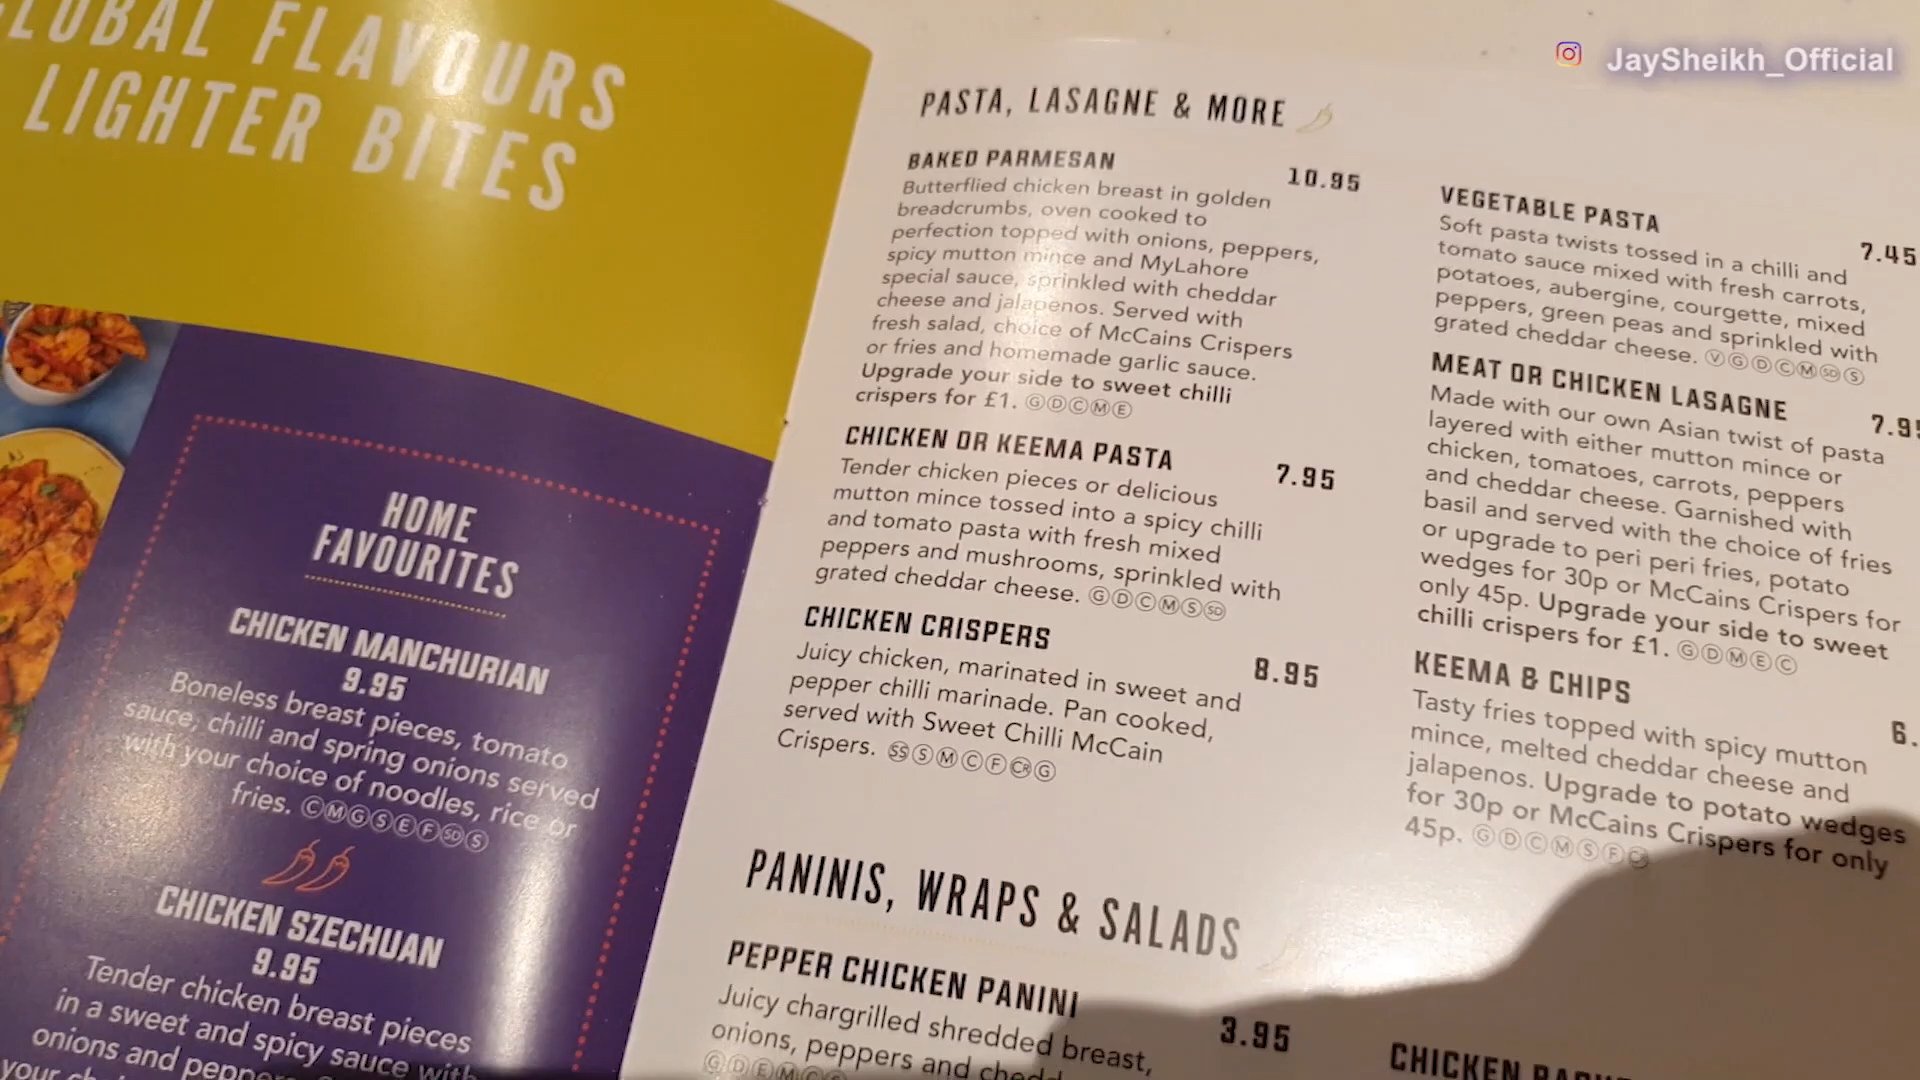 JaySheikh_Official
GLOBAL FLAVOURS
LIGHTER BITES
HOME
FAVOURITES
CHICKEN MANCHURIAN
9.95
Boneless breast pieces, tomato
sauce, chilli and spring onions served
with your choice of noodles, rice or
fries. C M G S E F SD S
CHICKEN SZECHUAN
9.95
Tender chicken breast pieces
in a sweet and spicy sauce with
onions and
your
PASTA, LASAGNE & MORE
BAKED PARMESAN 10.95
Butterflied chicken breast in golden
breadcrumbs, oven cooked to
perfection topped with onions, peppers,
spicy mutton mince and MyLahore
special sauce, sprinkled with cheddar
cheese and jalapenos. Served with
fresh salad, choice of McCains Crispers
or fries and homemade garlic sauce.
Upgrade your side to sweet chilli
crispers for £1. G D C M E
CHICKEN OR KEEMA PASTA 7.95
Tender chicken pieces or delicious
mutton mince tossed into a spicy chilli
and tomato pasta with fresh mixed
peppers and mushrooms, sprinkled with
grated cheddar cheese. G D C M S SD
CHICKEN CRISPERS 8.95
Juicy chicken, marinated in sweet and
pepper chilli marinade. Pan cooked,
served with Sweet Chilli McCain
Crispers. SS S M C F CR G
VEGETABLE PASTA 7.45
Soft pasta twists tossed in a chilli and
tomato sauce mixed with fresh carrots,
potatoes, aubergine, courgette, mixed
peppers, green peas and sprinkled with
grated cheddar cheese. V G D C M SD S
MEAT OR CHICKEN LASAGNE 7.95
Made with our own Asian twist of pasta
layered with either mutton mince or
chicken, tomatoes, carrots, peppers
and cheddar cheese. Garnished with
basil and served with the choice of fries
or upgrade to peri peri fries, potato
wedges for 30p or McCains Crispers for
only 45p. Upgrade your side to sweet
chilli crispers for £1. G D M E C
KEEMA & CHIPS 6.
Tasty fries topped with spicy mutton
mince, melted cheddar cheese and
jalapenos. Upgrade to potato wedges
for 30p or McCains Crispers for only
45p. G D C M S F
PANINIS, WRAPS & SALADS
PEPPER CHICKEN PANINI 3.95
Juicy chargrilled shredded breast,
onions, peppers and
G D E M C S
CHICKEN